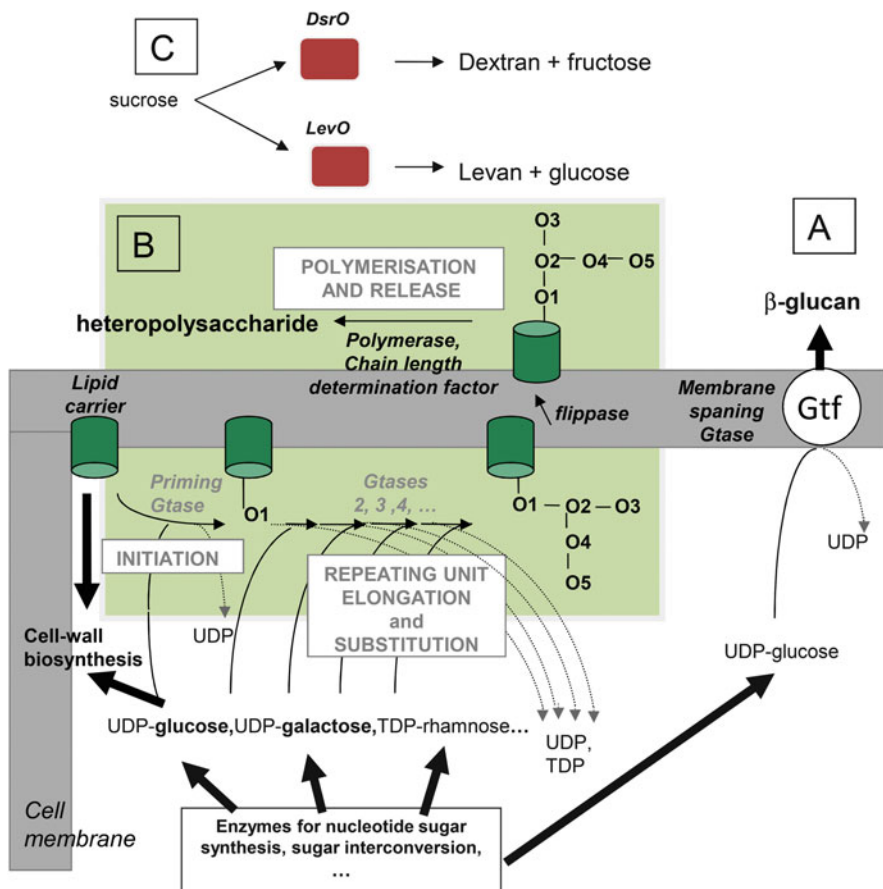 C
DsrO
sucrose
Dextran + fructose
LevO
Levan + glucose
B
A
POLYMERISATION
AND RELEASE
O3
O2 — O4 — O5
O1
heteropolysaccharide
Polymerase,
Chain length
determination factor
β-glucan
Lipid
carrier
flippase
Membrane
spaning
Gtase
Gtf
Priming
Gtase
O1
Gtases
2, 3 ,4, ...
O1 — O2 — O3
O4
O5
INITIATION
UDP
REPEATING UNIT
ELONGATION
and
SUBSTITUTION
UDP
Cell-wall
biosynthesis
UDP-glucose
UDP-glucose,UDP-galactose,TDP-rhamnose...
UDP,
TDP
Cell
membrane
Enzymes for nucleotide sugar
synthesis, sugar interconversion,
...